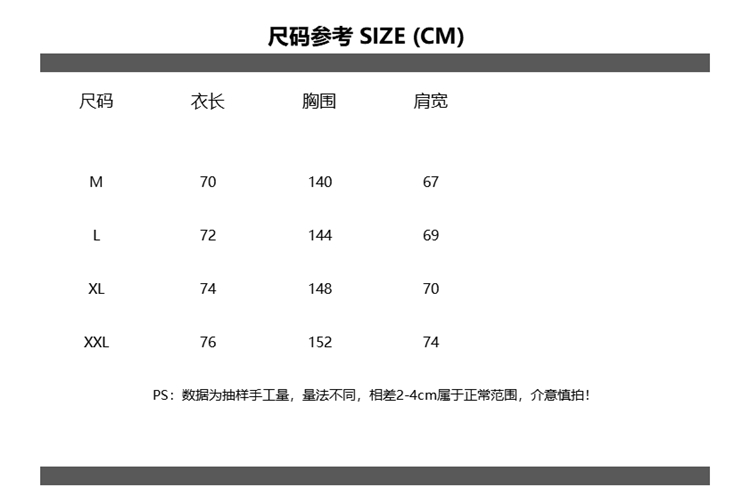 尺码参考 SIZE (CM)
尺码 衣长 胸围 肩宽
M 70 140 67
L 72 144 69
XL 74 148 70
XXL 76 152 74
PS：数据为抽样手工量，量法不同，相差2-4cm属于正常范围，介意慎拍！